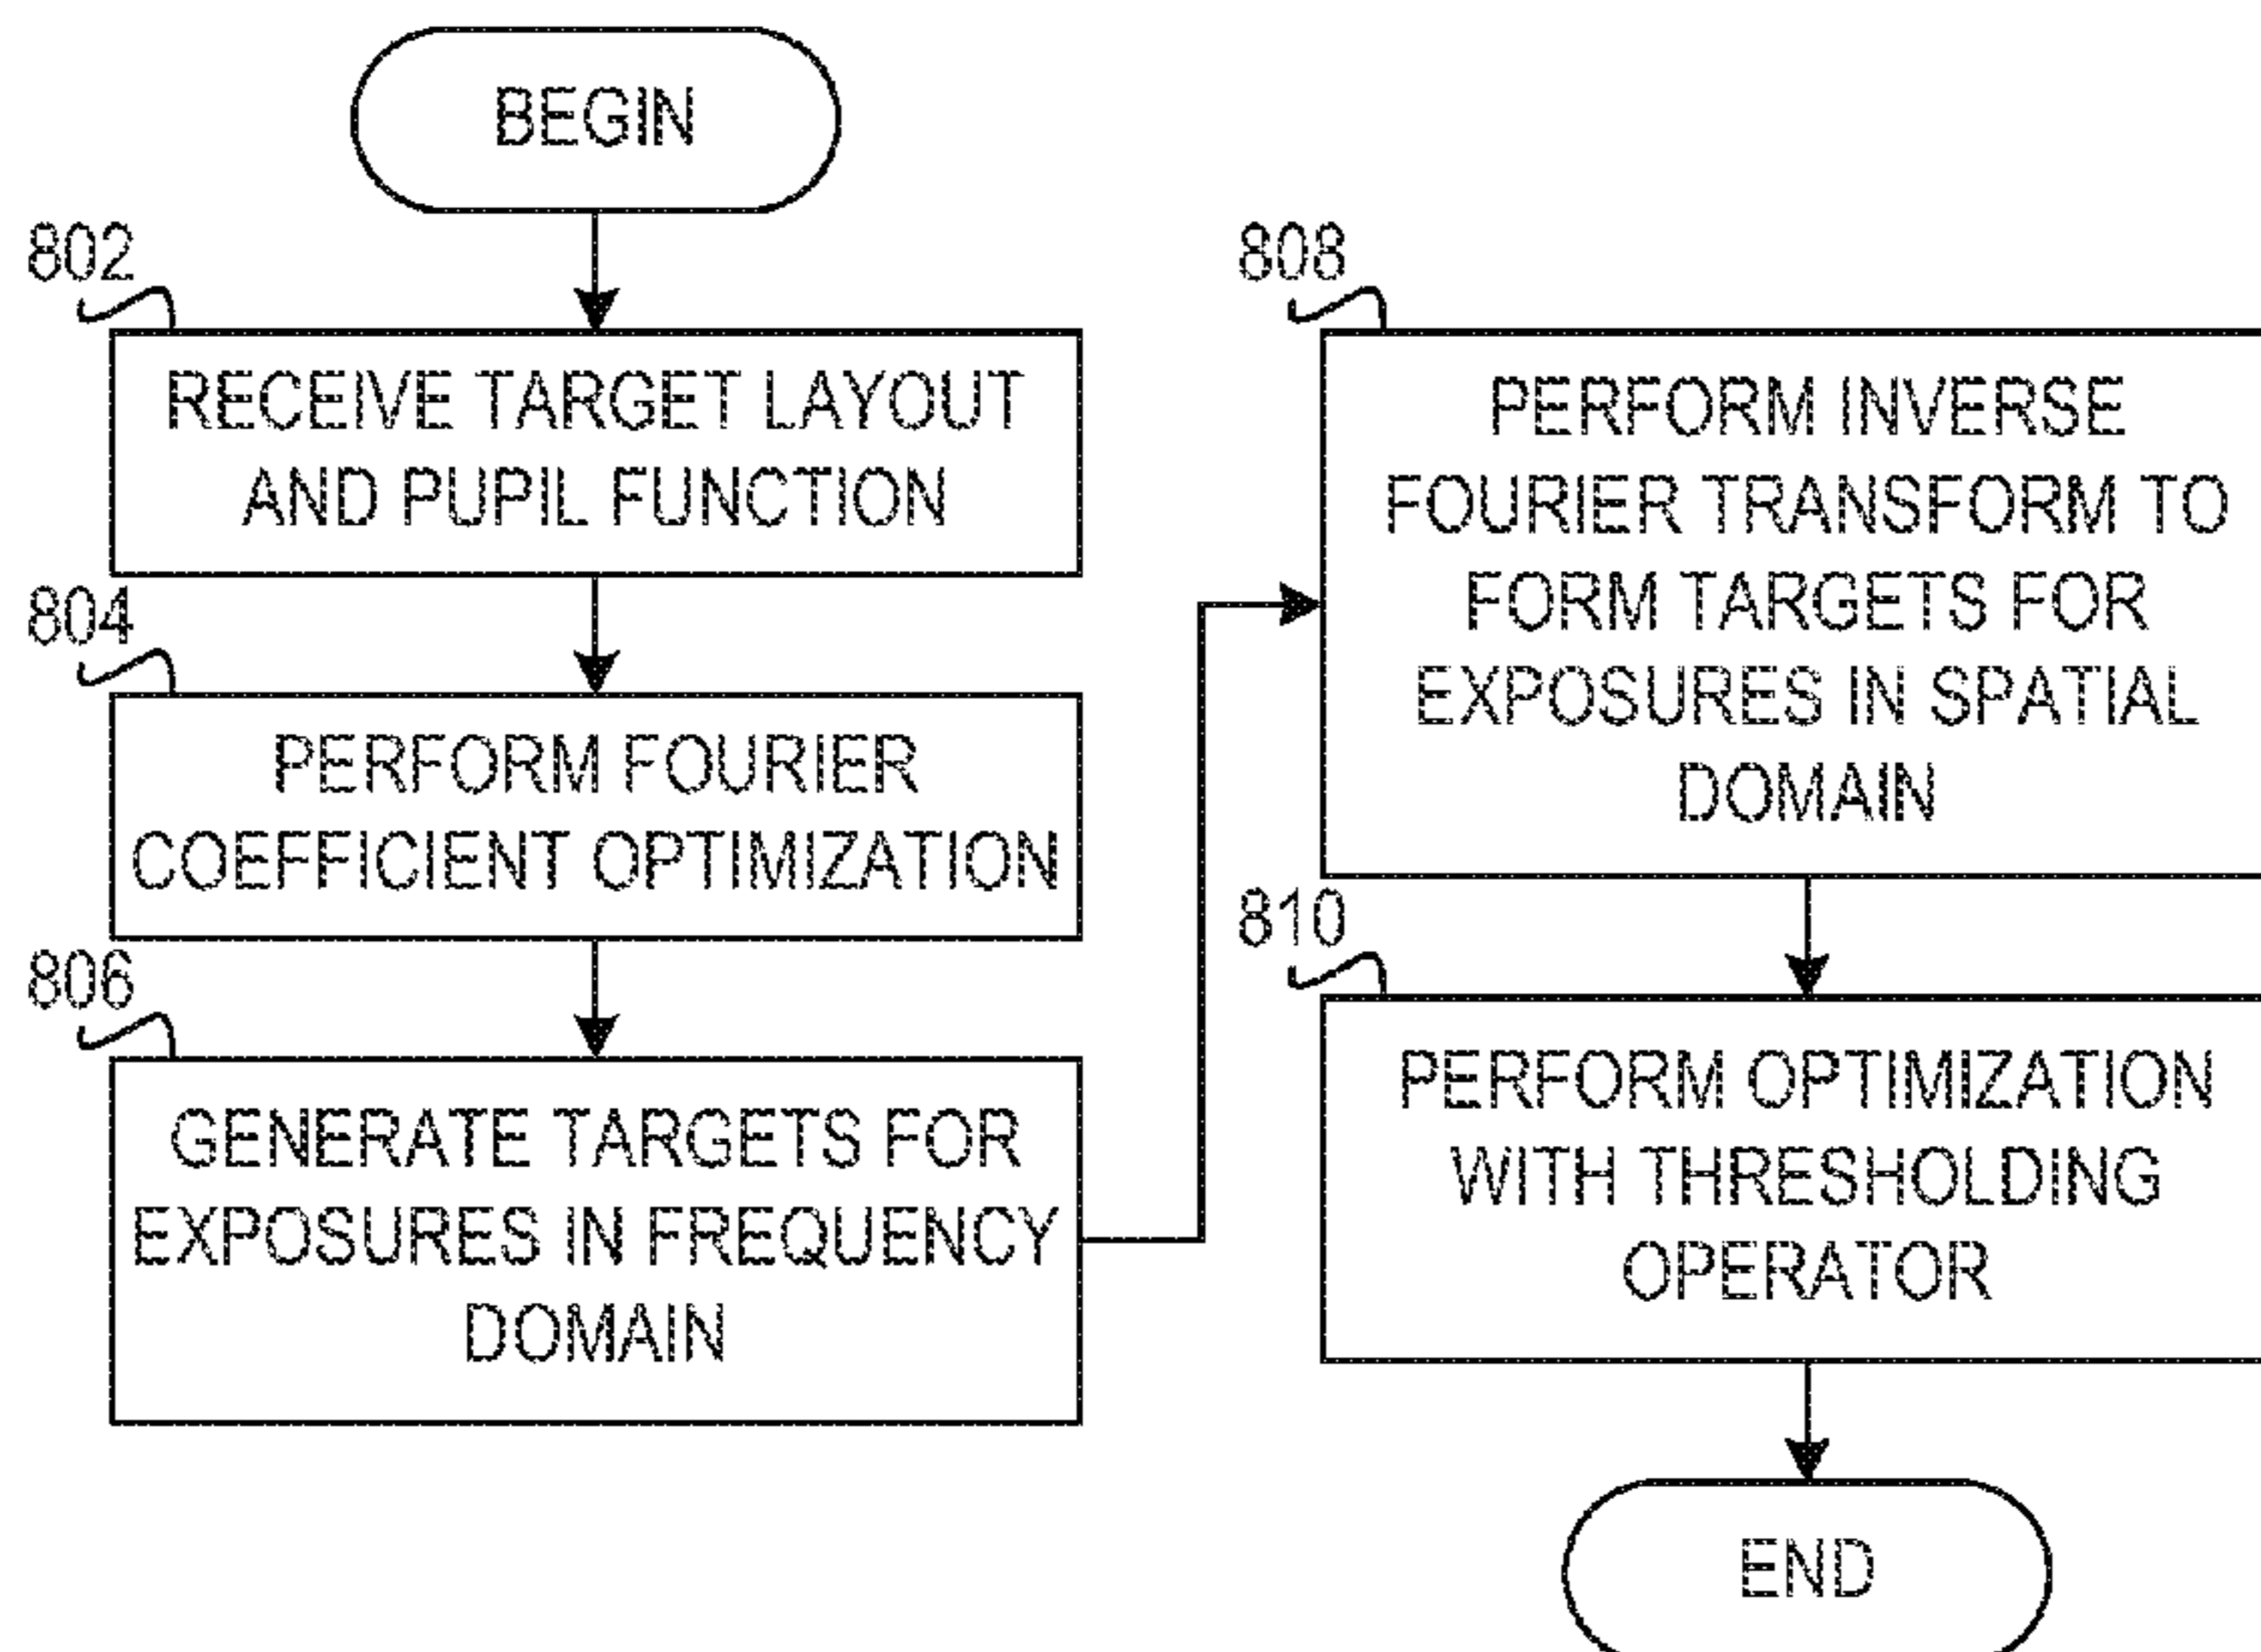 BEGIN
802
RECEIVE TARGET LAYOUT
AND PUPIL FUNCTION
804
PERFORM FOURIER
COEFFICIENT OPTIMIZATION
806
GENERATE TARGETS FOR
EXPOSURES IN FREQUENCY
DOMAIN
808
PERFORM INVERSE
FOURIER TRANSFORM TO
FORM TARGETS FOR
EXPOSURES IN SPATIAL
DOMAIN
810
PERFORM OPTIMIZATION
WITH THRESHOLDING
OPERATOR
END